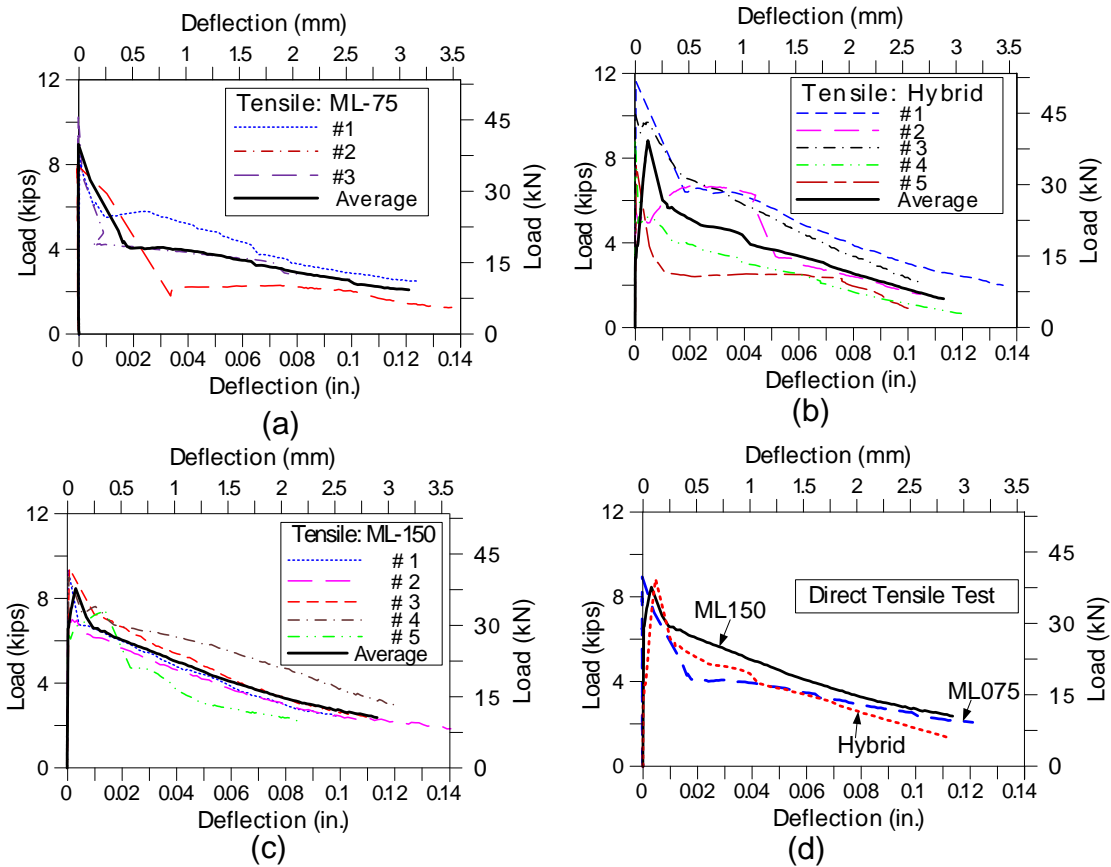 Deflection (mm)
0 0.5 1 1.5 2 2.5 3 3.5
Tensile: ML-75
#1
#2
#3
Average
Load (kips)
12
8
4
0
Load (kN)
45
30
15
0
0 0.02 0.04 0.06 0.08 0.1 0.12 0.14
Deflection (in.)
(a)
Deflection (mm)
0 0.5 1 1.5 2 2.5 3 3.5
Tensile: Hybrid
#1
#2
#3
#4
#5
Average
Load (kips)
12
8
4
0
Load (kN)
45
30
15
0
0 0.02 0.04 0.06 0.08 0.1 0.12 0.14
Deflection (in.)
(b)
Deflection (mm)
0 0.5 1 1.5 2 2.5 3 3.5
Tensile: ML-150
# 1
# 2
# 3
# 4
# 5
Average
Load (kips)
12
8
4
0
Load (kN)
45
30
15
0
0 0.02 0.04 0.06 0.08 0.1 0.12 0.14
Deflection (in.)
(c)
Deflection (mm)
0 0.5 1 1.5 2 2.5 3 3.5
Direct Tensile Test
ML150
ML075
Hybrid
Load (kips)
12
8
4
0
Load (kN)
45
30
15
0
0 0.02 0.04 0.06 0.08 0.1 0.12 0.14
Deflection (in.)
(d)